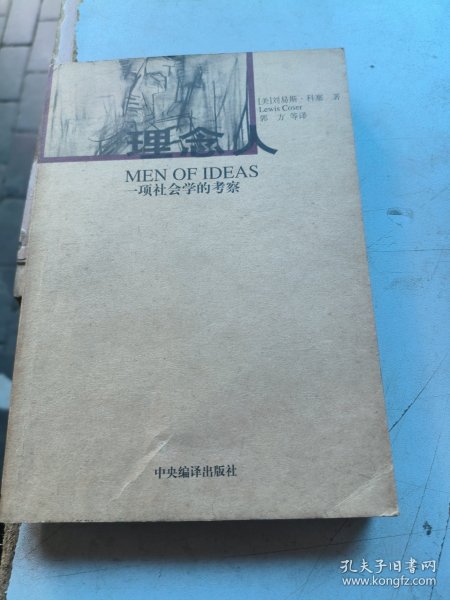 [美]刘易斯·科塞 著
Lewis Coser
郭 方 等译
理念人
MEN OF IDEAS
一项社会学的考察
中央编译出版社
孔夫子旧书网
www.kongfz.com